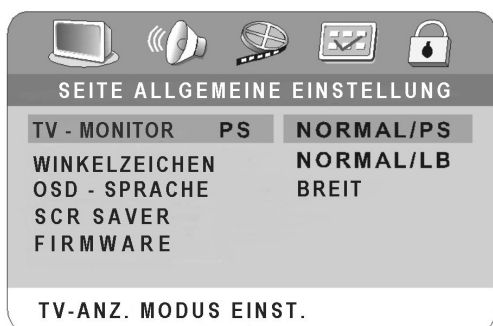 SEITE ALLGEMEINE EINSTELLUNG
TV - MONITOR PS NORMAL/PS
WINKELZEICHEN NORMAL/LB
OSD - SPRACHE BREIT
SCR SAVER
FIRMWARE
TV-ANZ. MODUS EINST.